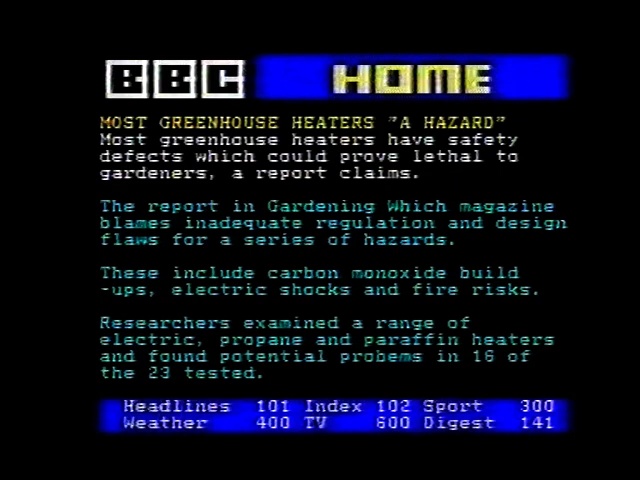 BBC HOME
MOST GREENHOUSE HEATERS "A HAZARD"
Most greenhouse heaters have safety
defects which could prove lethal to
gardeners, a report claims.
The report in Gardening Which magazine
blames inadequate regulation and design
flaws for a series of hazards.
These include carbon monoxide build
-ups, electric shocks and fire risks.
Researchers examined a range of
electric, propane and paraffin heaters
and found potential probems in 16 of
the 23 tested.
Headlines 101 Index 102 Sport 300
Weather 400 TV 600 Digest 141